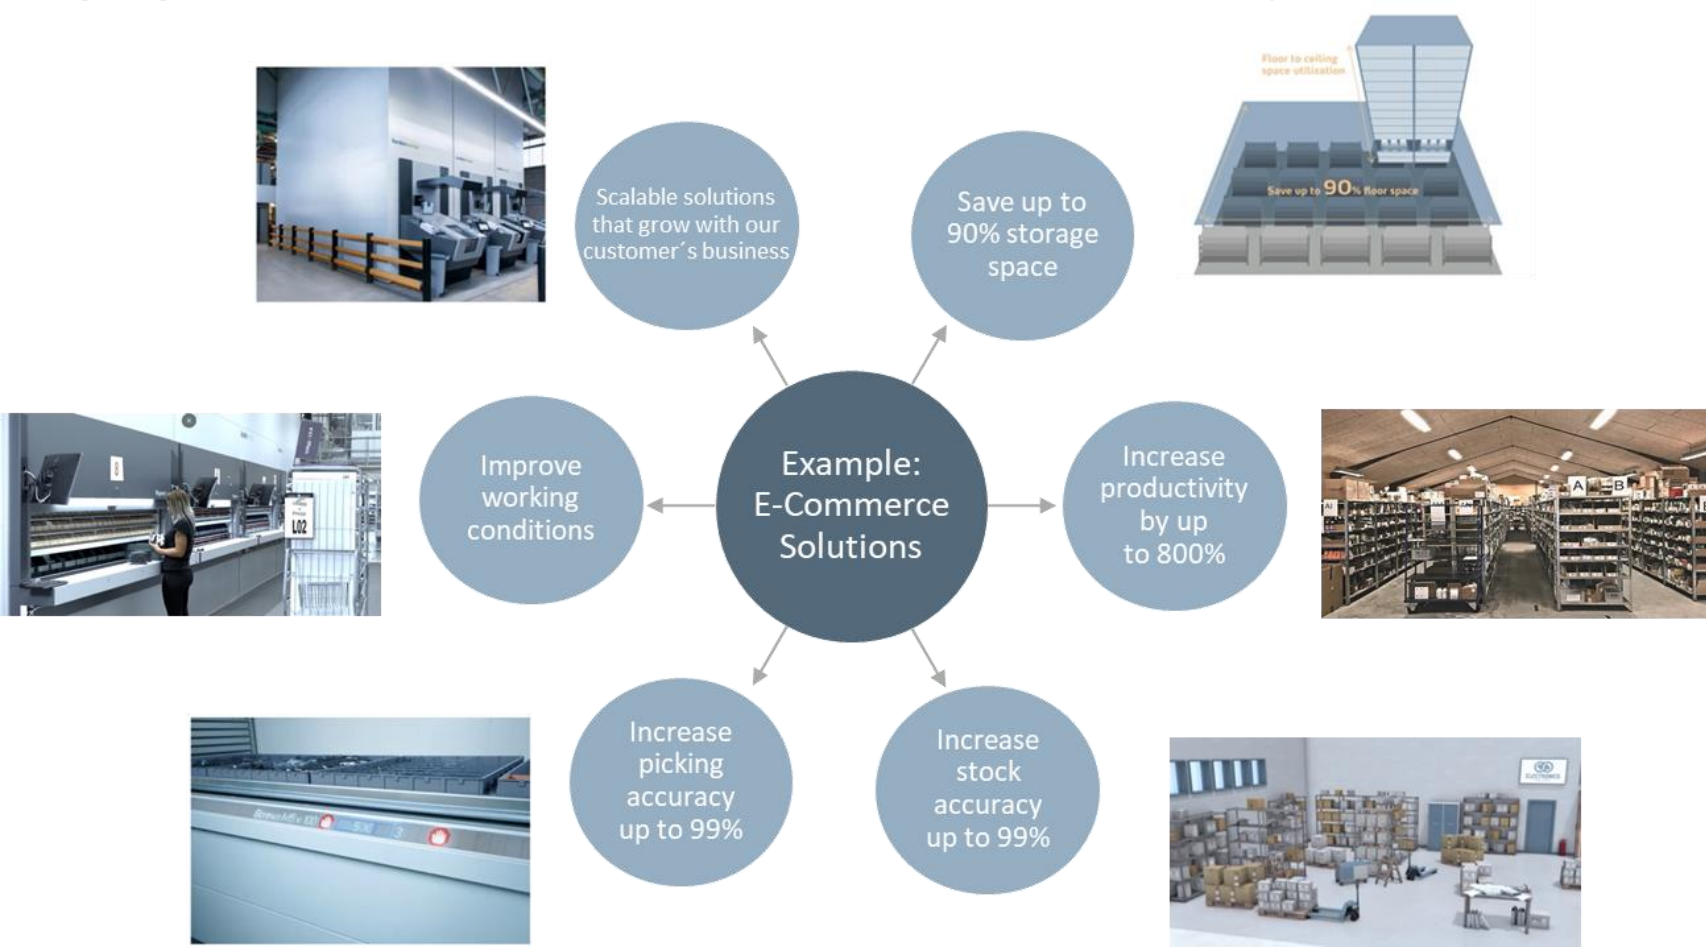 Floor to ceiling
space utilization
Save up to 90% floor space
Scalable solutions
that grow with our
customer´s business
Save up to
90% storage
space
Improve
working
conditions
Example:
E-Commerce
Solutions
Increase
productivity
by up
to 800%
A
B
L02
Increase
picking
accuracy
up to 99%
Increase
stock
accuracy
up to 99%
ELECTRONICS